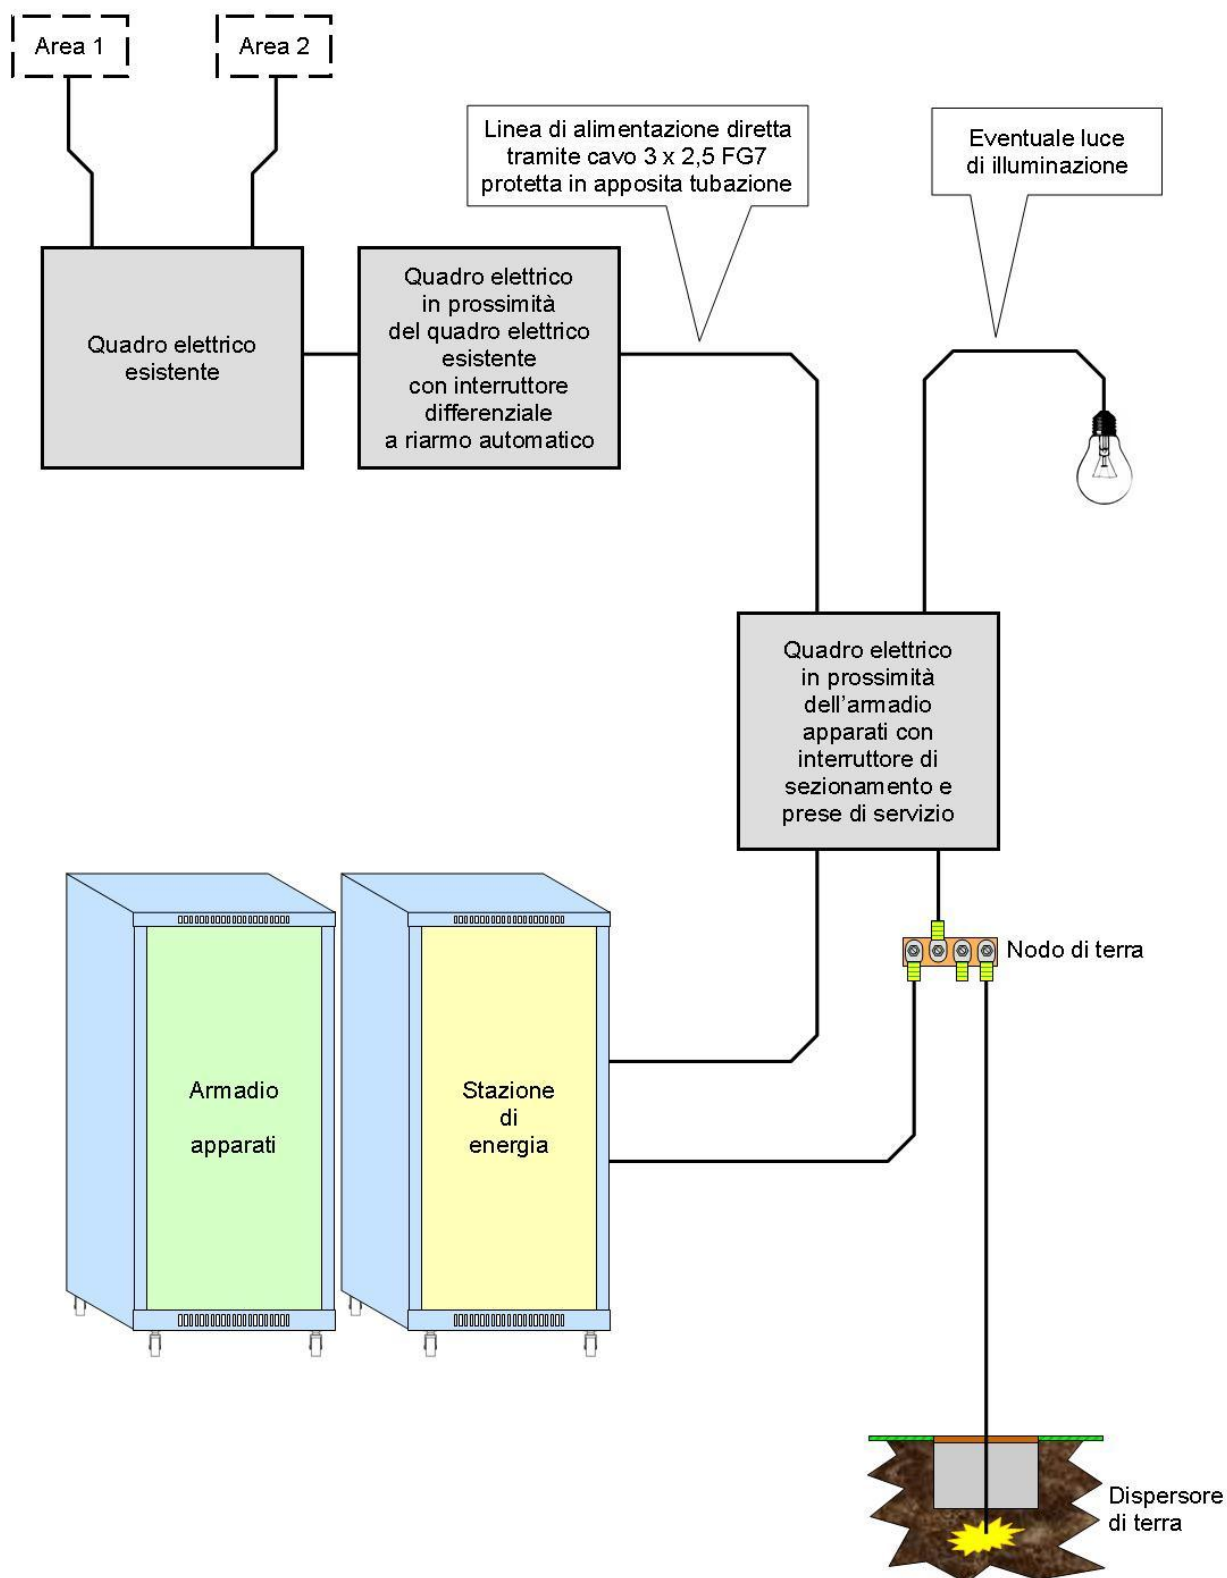 Area 1
Area 2
Linea di alimentazione diretta
tramite cavo 3 x 2,5 FG7
protetta in apposita tubazione
Eventuale luce
di illuminazione
Quadro elettrico
esistente
Quadro elettrico
in prossimità
del quadro elettrico
esistente
con interruttore
differenziale
a riarmo automatico
Quadro elettrico
in prossimità
dell'armadio
apparati con
interruttore di
sezionamento e
prese di servizio
Nodo di terra
Armadio
apparati
Stazione
di
energia
Dispersore
di terra